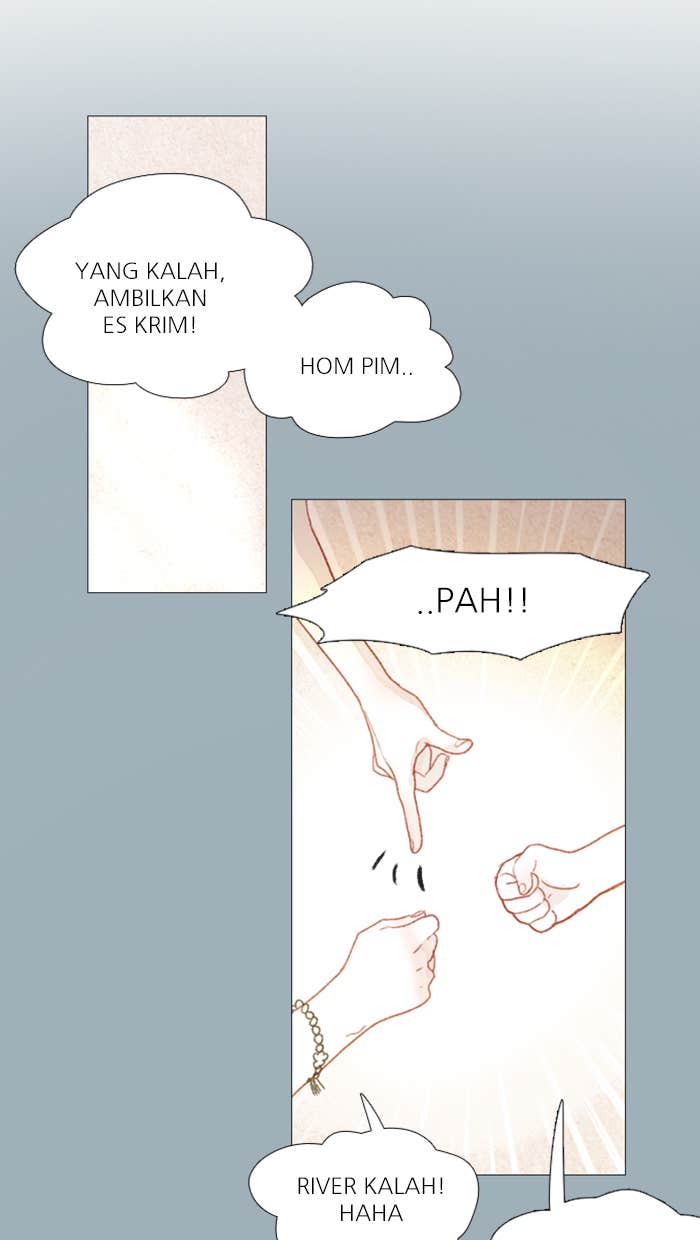 YANG KALAH,
AMBILKAN
ES KRIM!
HOM PIM..
..PAH!!
RIVER KALAH!
HAHA